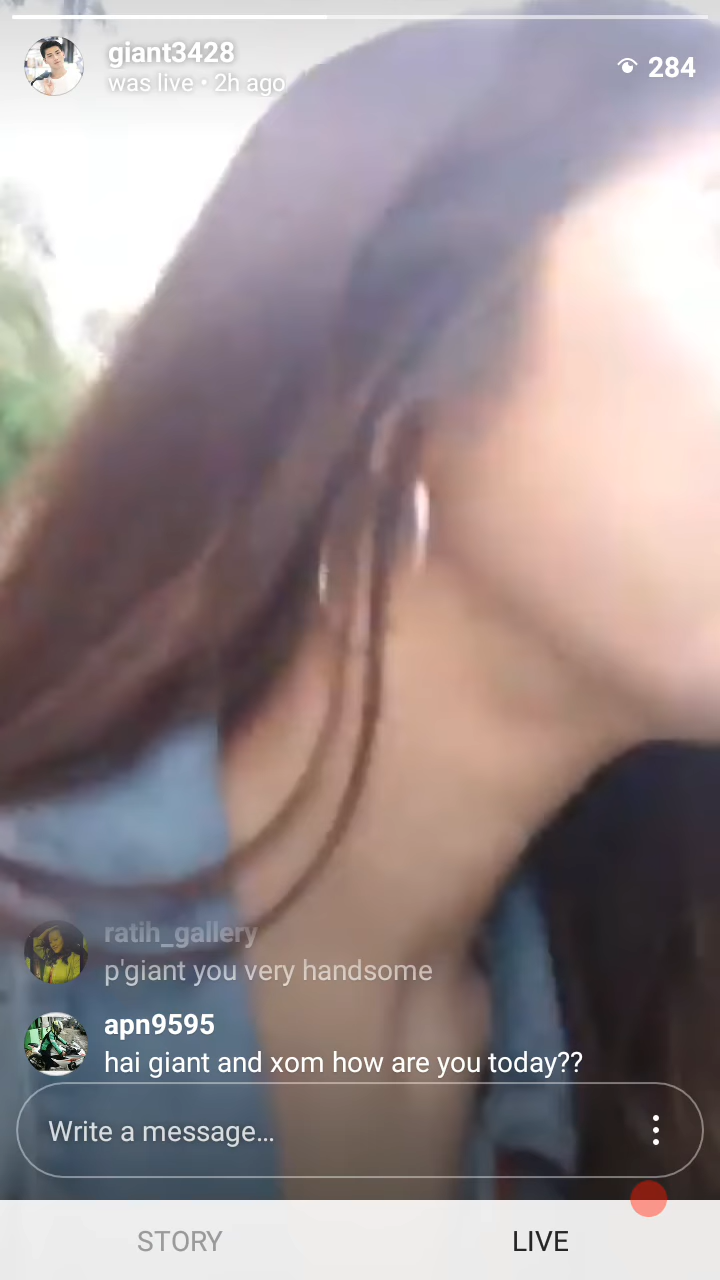 giant3428
284
was live • 2h ago
ratih_gallery
p'giant you very handsome
apn9595
hai giant and xom how are you today??
Write a message...
STORY
LIVE